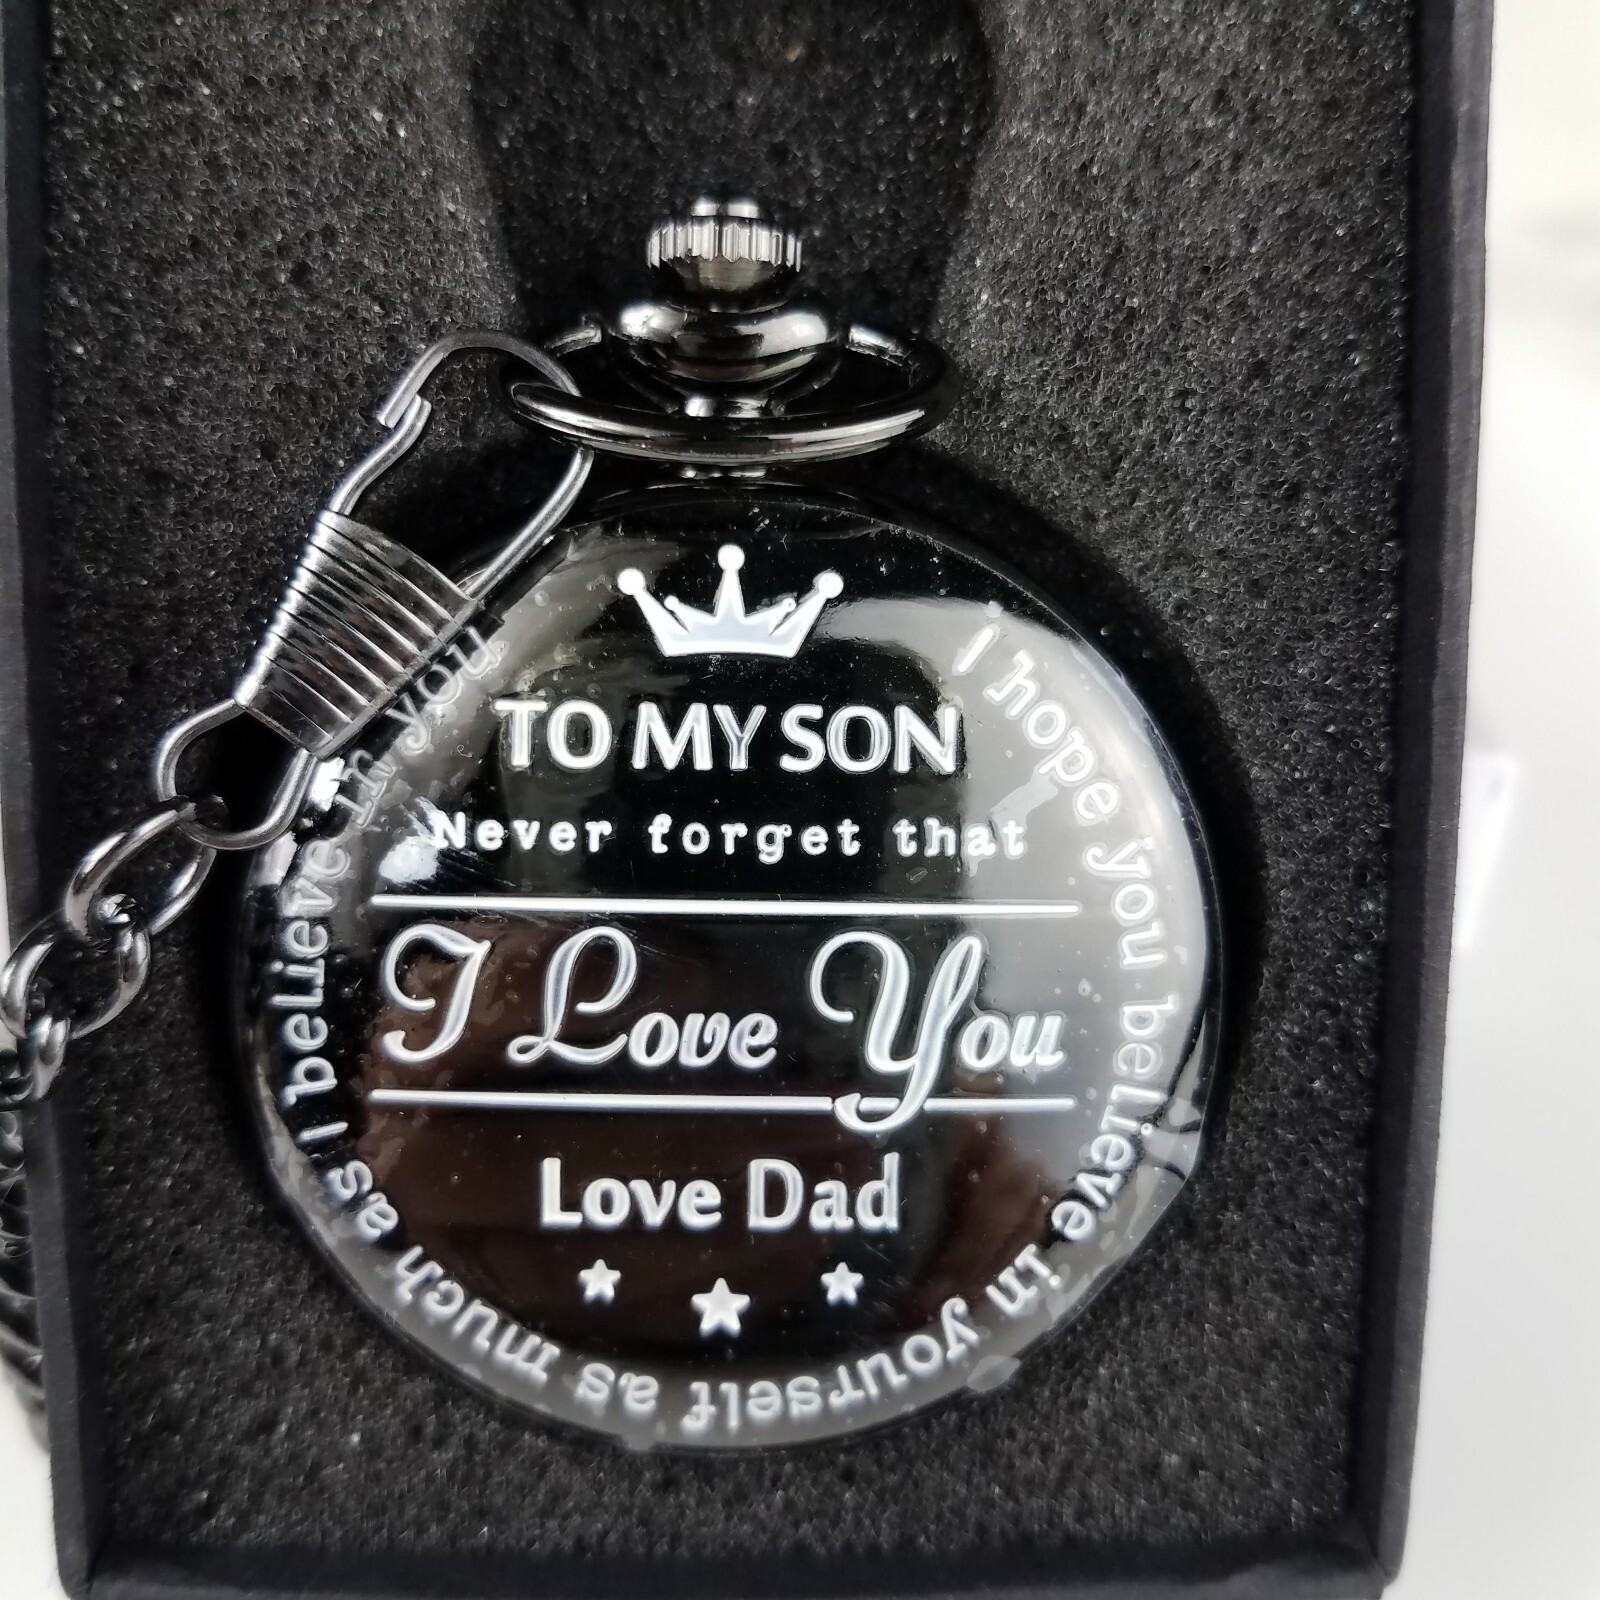 TO MY SON
Never forget that
I Love You
Love Dad
I hope you believe in yourself as much as I believe in you